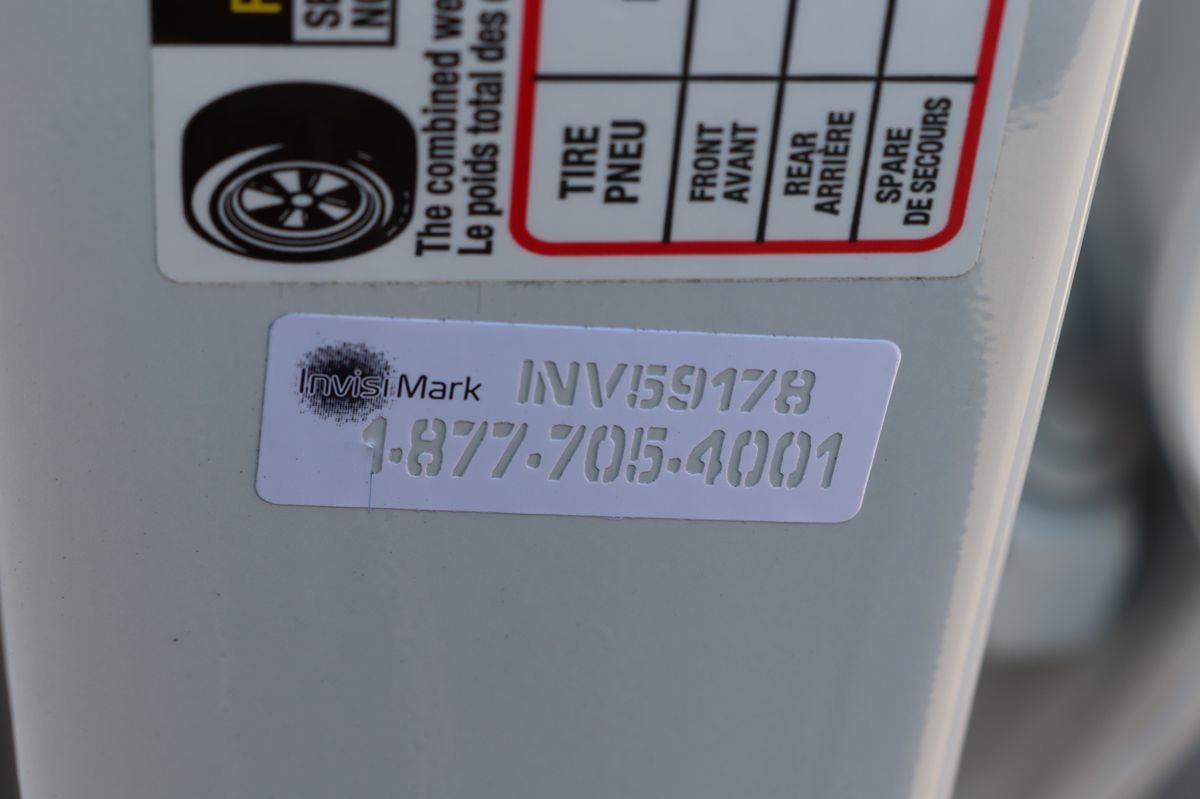 The combined we
Le poids total des
TIRE
PNEU
FRONT
AVANT
REAR
ARRIÈRE
SPARE
DE SECOURS
InvisiMark INV59178
1-877-705-4001